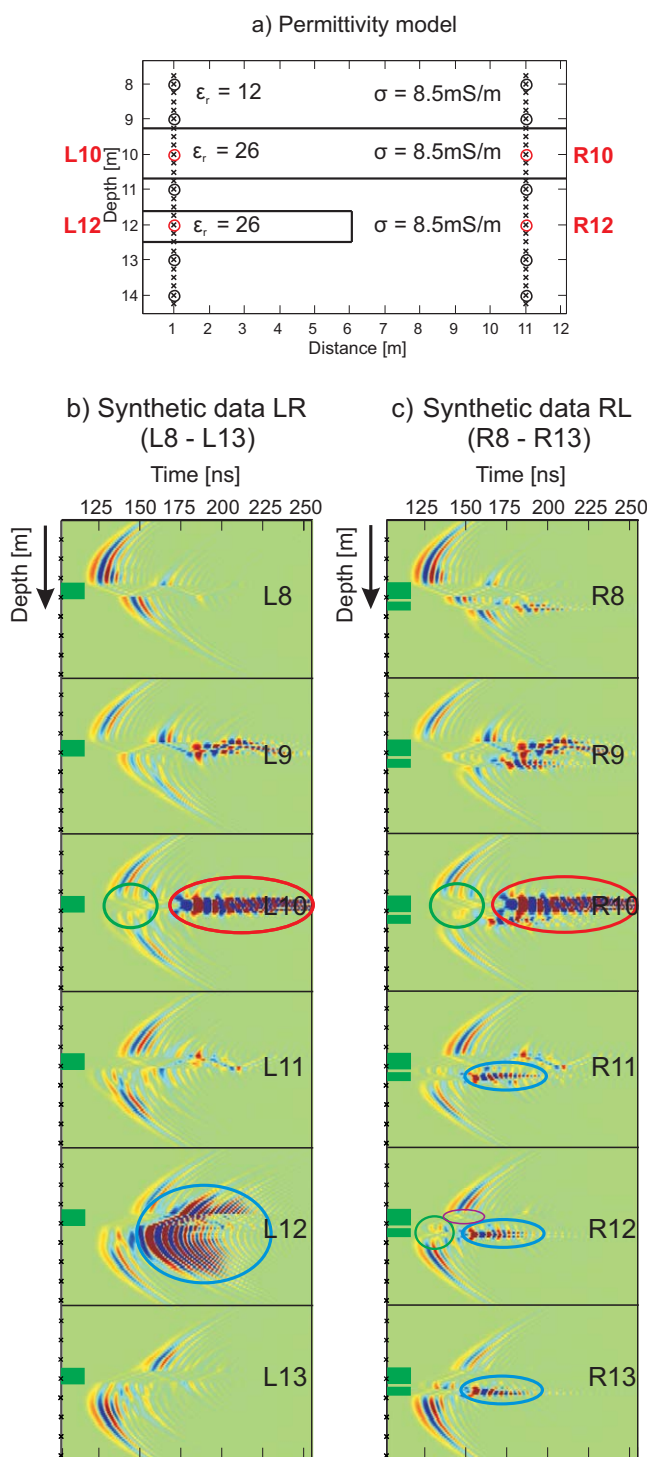 a) Permittivity model
8
9
10
11
12
13
14
Depth [m]
εr = 12
σ = 8.5mS/m
L10
εr = 26
σ = 8.5mS/m
R10
L12
εr = 26
σ = 8.5mS/m
R12
1 2 3 4 5 6 7 8 9 10 11 12
Distance [m]
b) Synthetic data LR
(L8 - L13)
Time [ns]
125 150 175 200 225 250
Depth [m]
L8
L9
L10
L11
L12
L13
c) Synthetic data RL
(R8 - R13)
Time [ns]
125 150 175 200 225 250
Depth [m]
R8
R9
R10
R11
R12
R13